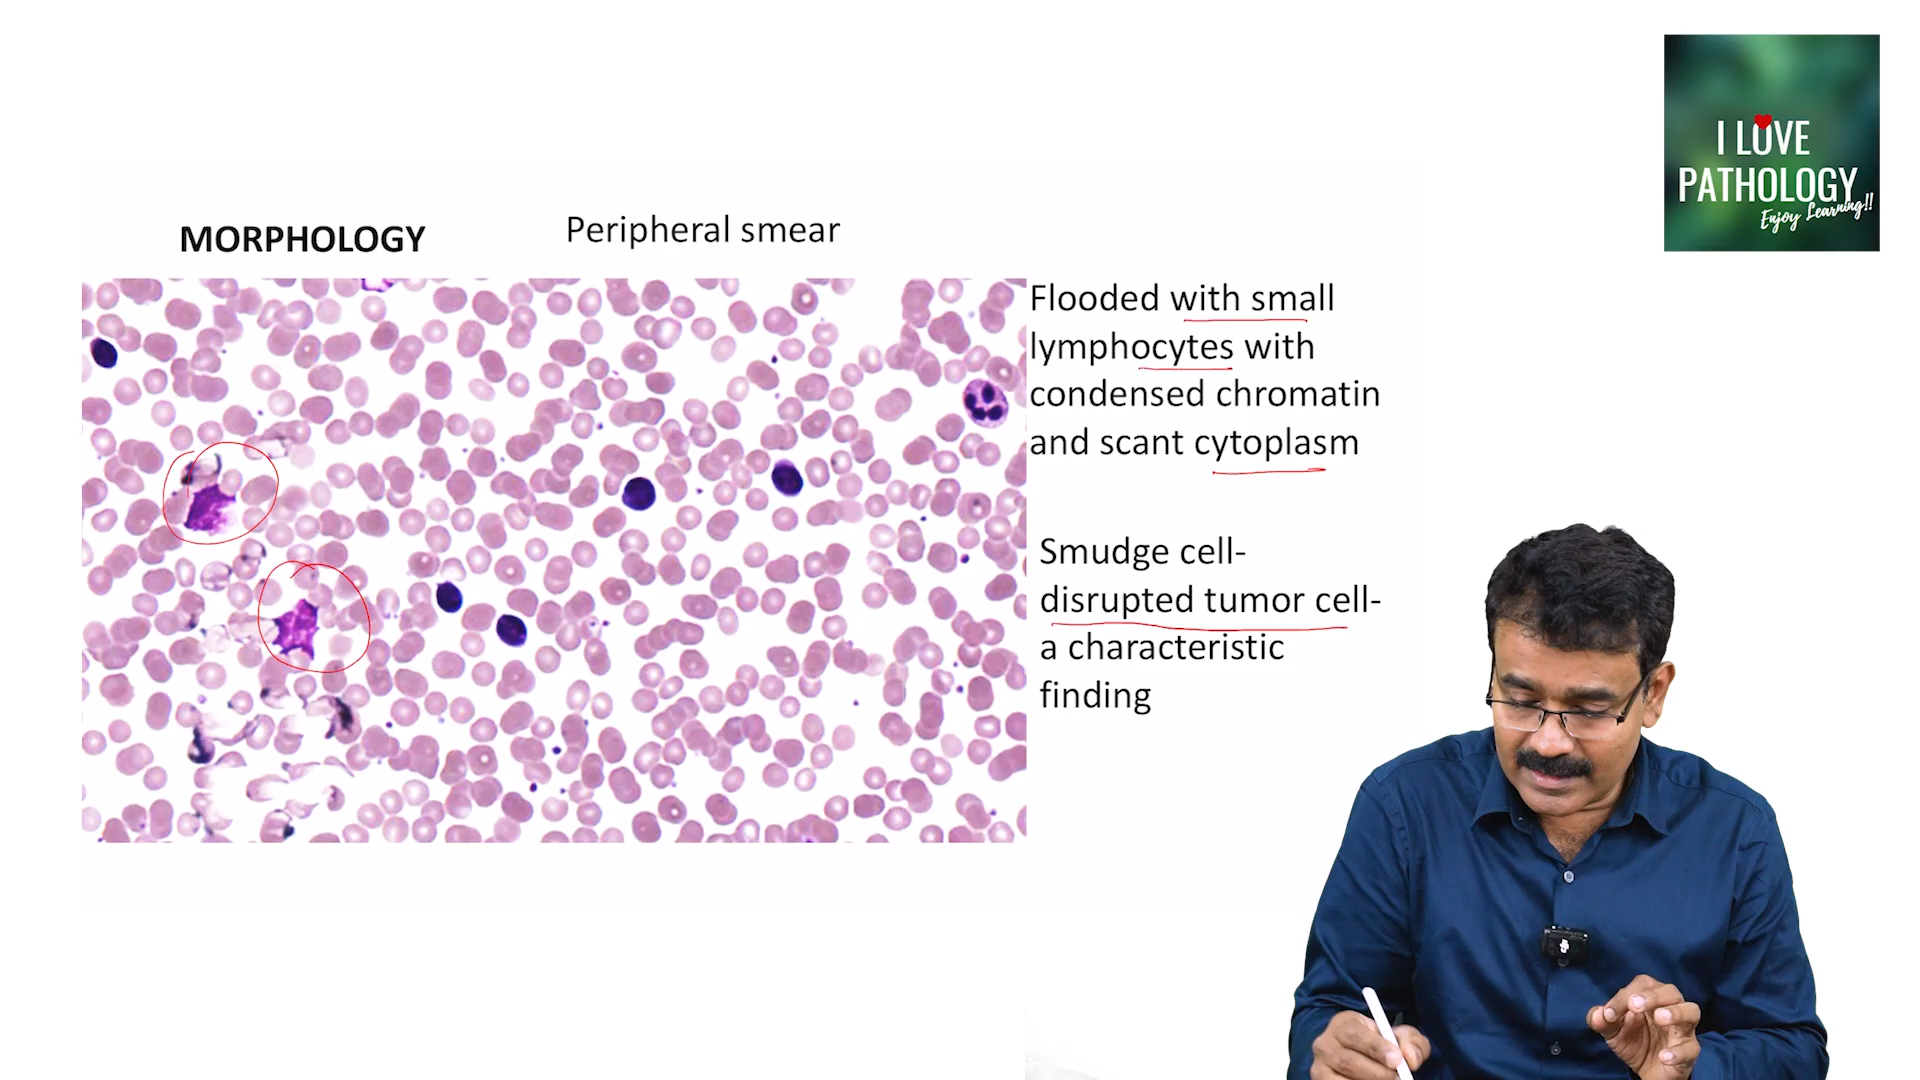 I LOVE
PATHOLOGY
Enjoy Learning!!
MORPHOLOGY
Peripheral smear
Flooded with small
lymphocytes with
condensed chromatin
and scant cytoplasm
Smudge cell-
disrupted tumor cell-
a characteristic
finding